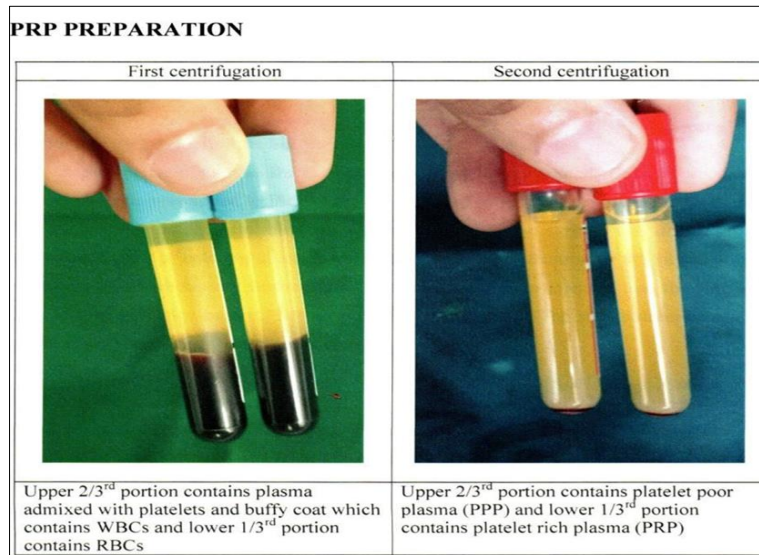 PRP PREPARATION
First centrifugation
Second centrifugation
Upper 2/3rd portion contains plasma
admixed with platelets and buffy coat which
contains WBCs and lower 1/3rd portion
contains RBCs
Upper 2/3rd portion contains platelet poor
plasma (PPP) and lower 1/3rd portion
contains platelet rich plasma (PRP)